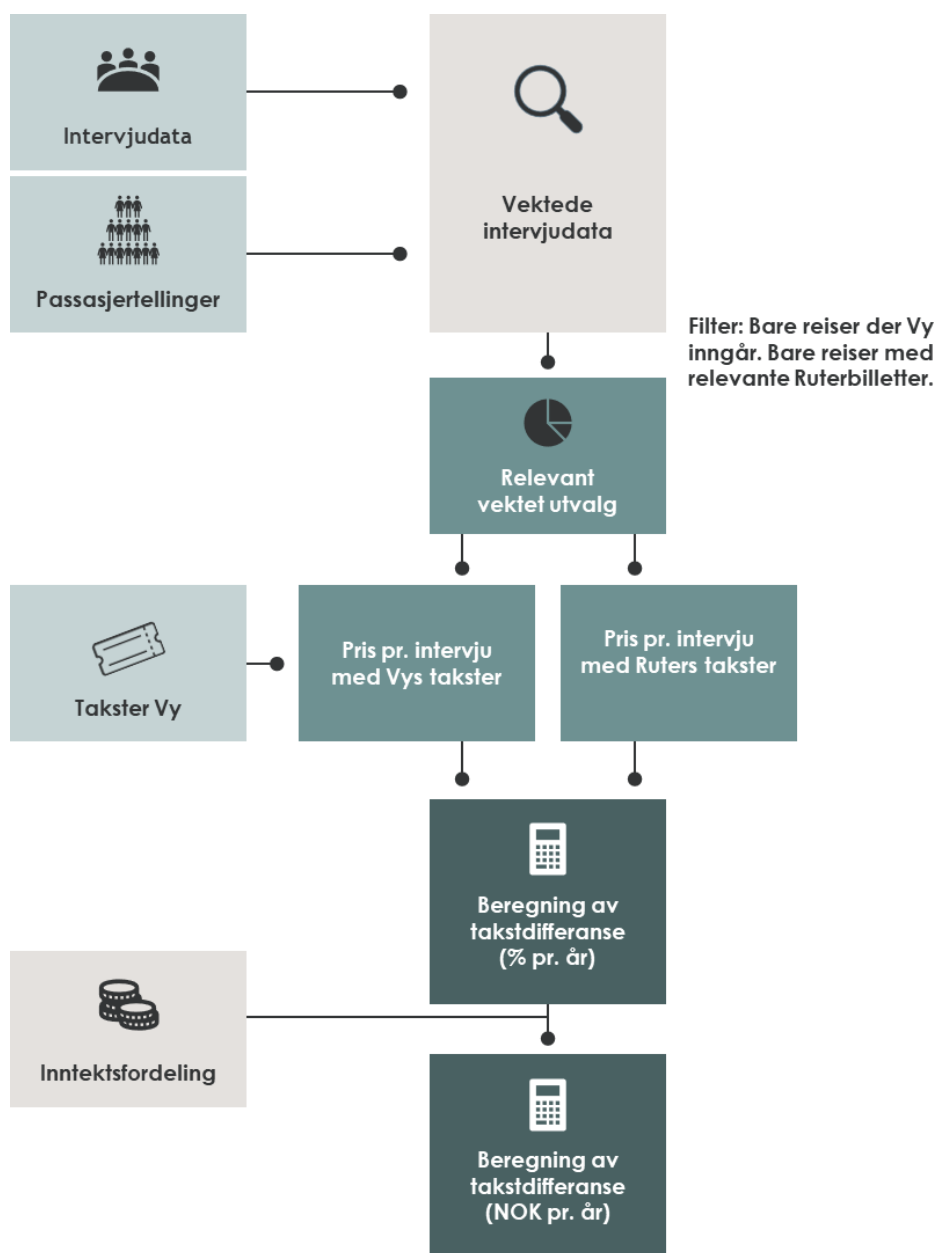 Intervjudata
Passasjertellinger
Vektede
intervjudata
Filter: Bare reiser der Vy
inngår. Bare reiser med
relevante Ruterbilletter.
Relevant
vektet utvalg
Takster Vy
Pris pr. intervju
med Vys takster
Pris pr. intervju
med Ruters takster
Beregning av
takstdifferanse
(% pr. år)
Inntektsfordeling
Beregning av
takstdifferanse
(NOK pr. år)